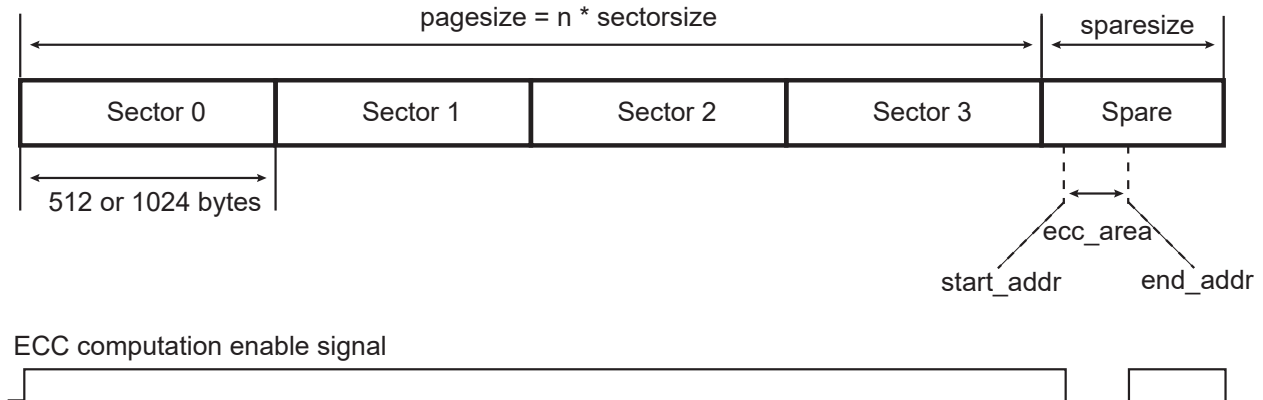 pagesize = n * sectorsize
sparesize
Sector 0
Sector 1
Sector 2
Sector 3
Spare
512 or 1024 bytes
ecc_area
start_addr
end_addr
ECC computation enable signal